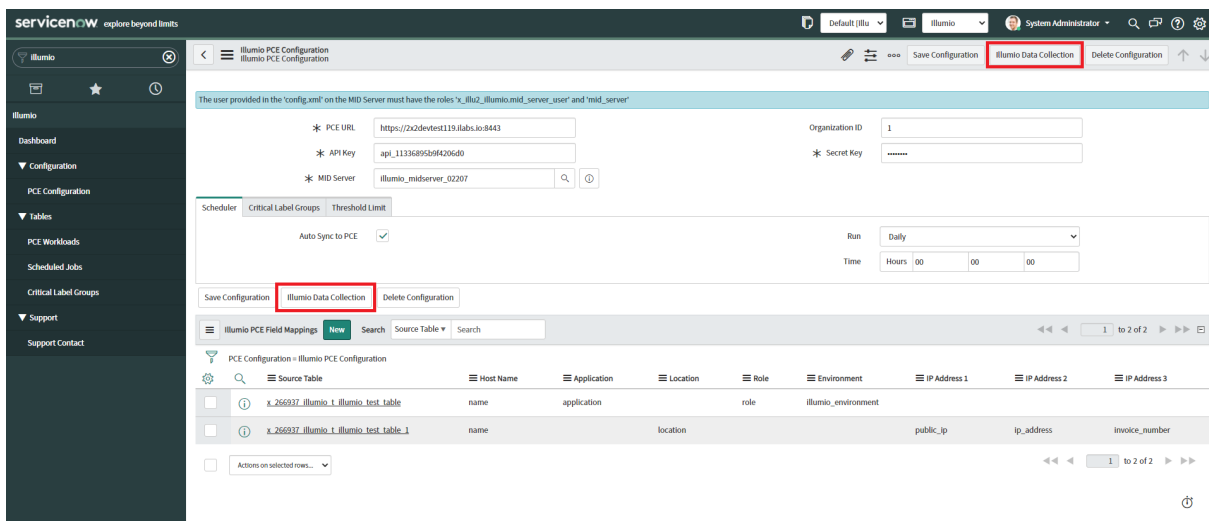 servicenow explore beyond limits
Default [Illu
Illumio
System Administrator
illumio
Illumio PCE Configuration
Illumio PCE Configuration
Save Configuration
Illumio Data Collection
Delete Configuration
The user provided in the 'config.xml' on the MID Server must have the roles 'x_illu2_illumio.mid_server_user' and 'mid_server'
Illumio
Dashboard
Configuration
PCE Configuration
Tables
PCE Workloads
Scheduled Jobs
Critical Label Groups
Support
Support Contact
PCE URL https://2x2devtest119.ilabs.io:8443 Organization ID 1
API Key api_11336895b9f4206d0 Secret Key ••••••••
MID Server illumio_midserver_02207
Scheduler Critical Label Groups Threshold Limit
Auto Sync to PCE Run Daily
Time Hours 00 00 00
Save Configuration Illumio Data Collection Delete Configuration
Illumio PCE Field Mappings New Search Source Table Search 1 to 2 of 2
PCE Configuration = Illumio PCE Configuration
Source Table Host Name Application Location Role Environment IP Address 1 IP Address 2 IP Address 3
x_266937_illumio_t_illumio_test_table name application role illumio_environment
x_266937_illumio_t_illumio_test_table_1 name location public_ip ip_address invoice_number
Actions on selected rows... 1 to 2 of 2